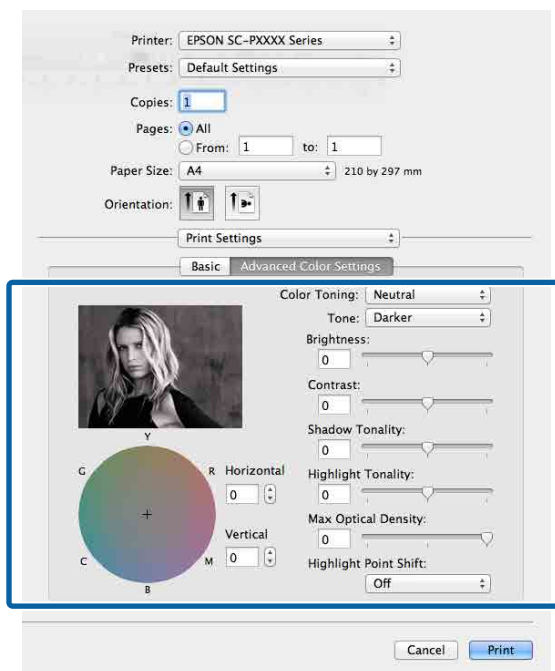 Printer: EPSON SC-PXXXX Series
Presets: Default Settings
Copies: 1
Pages: All
From: 1 to: 1
Paper Size: A4 210 by 297 mm
Orientation:
Print Settings
Basic Advanced Color Settings
Color Toning: Neutral
Tone: Darker
Brightness:
0
Contrast:
0
Shadow Tonality:
0
Highlight Tonality:
0
Max Optical Density:
0
Highlight Point Shift:
Off
Y
G R
C M
B
Horizontal
0
Vertical
0
Cancel Print